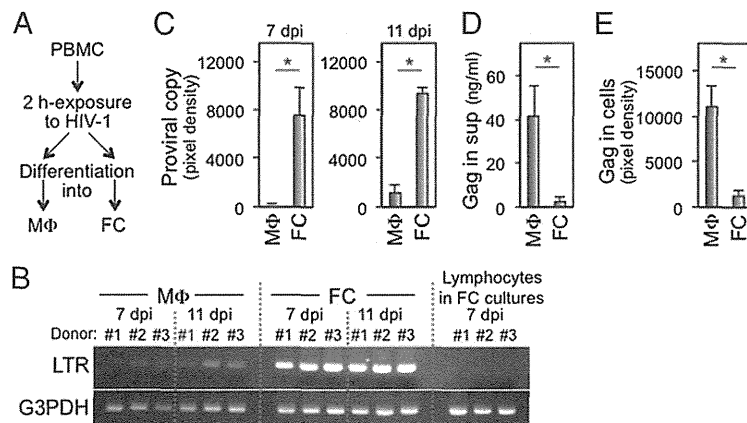 A
PBMC
2 h-exposure
to HIV-1
Differentiation
into
MΦ FC
C
7 dpi 11 dpi
Proviral copy
(pixel density)
12000
8000
4000
0
MΦ
FC
*
12000
8000
4000
0
MΦ
FC
*
D
Gag in sup (ng/ml)
60
40
20
0
MΦ
FC
*
E
Gag in cells
(pixel density)
15000
10000
5000
0
MΦ
FC
*
B
MΦ FC Lymphocytes
in FC cultures
7 dpi 11 dpi 7 dpi 11 dpi 7 dpi
Donor: #1 #2 #3 #1 #2 #3 #1 #2 #3 #1 #2 #3 #1 #2 #3
LTR
G3PDH